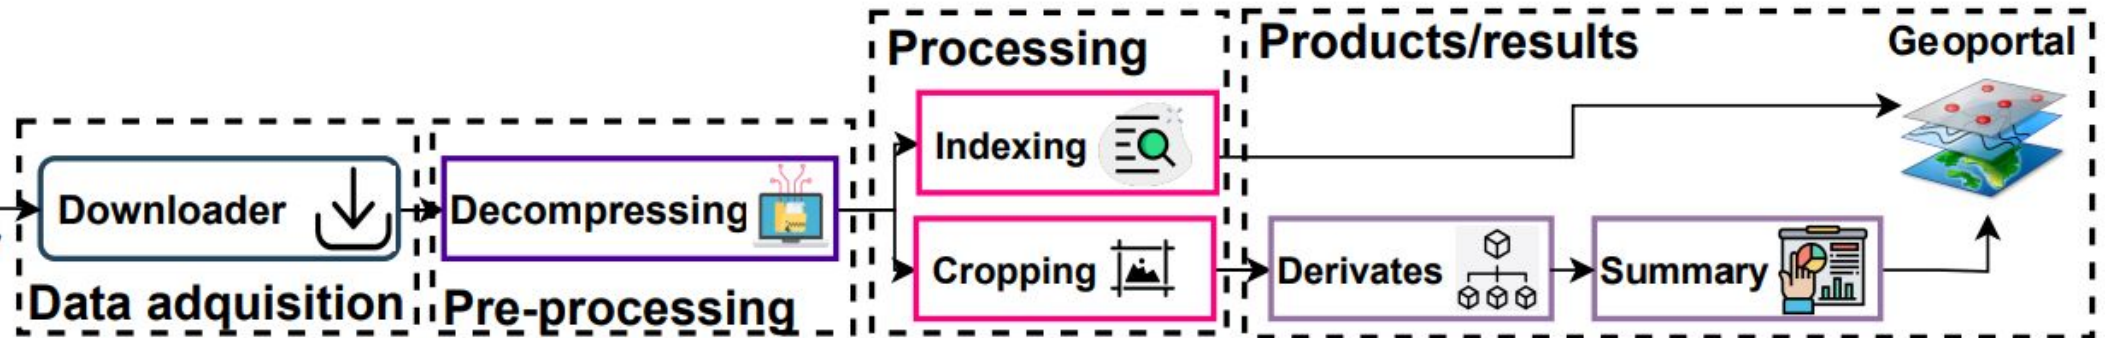 Processing
Products/results
Geoportal
Indexing
Downloader
Decompressing
Cropping
Derivates
Summary
Data adquisition
Pre-processing